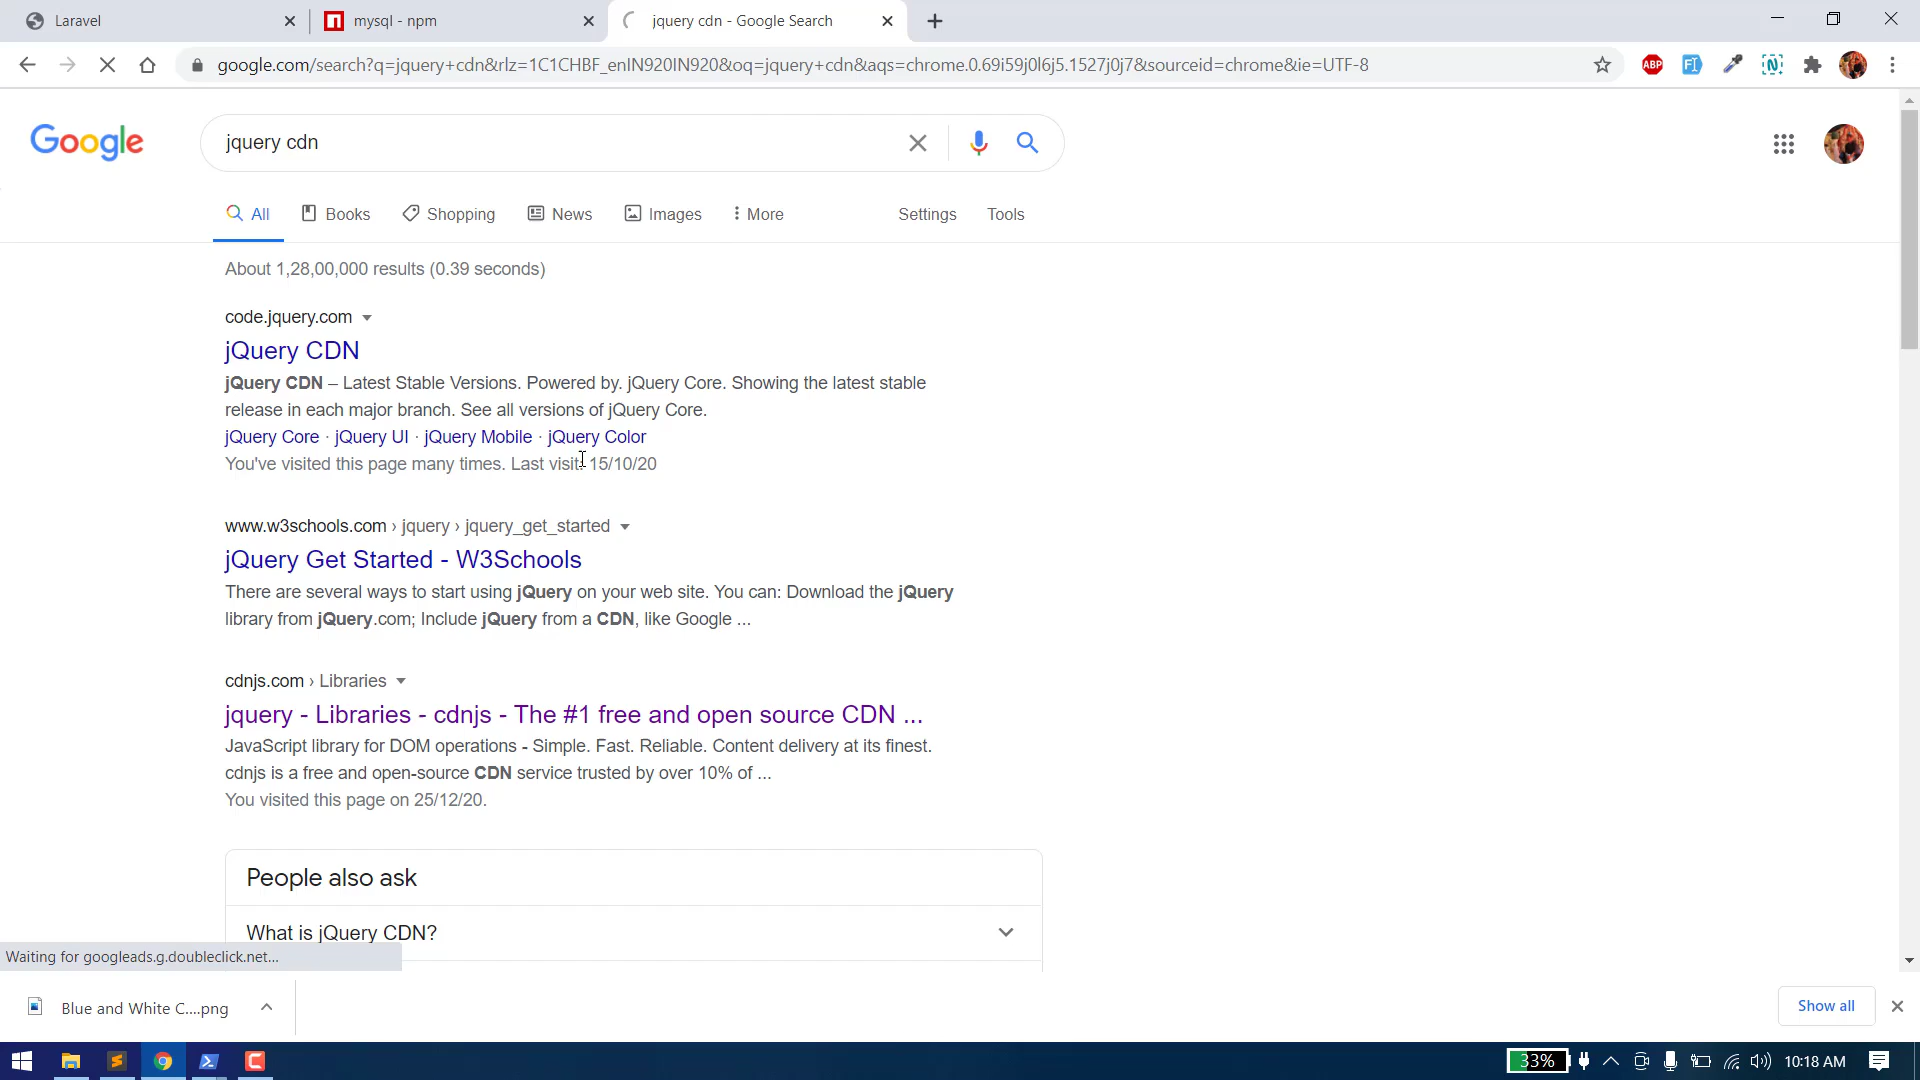 Laravel
mysql - npm
jquery cdn - Google Search
google.com/search?q=jquery+cdn&rlz=1C1CHBF_enIN920IN920&oq=jquery+cdn&aqs=chrome.0.69i59j0l6j5.1527j0j7&sourceid=chrome&ie=UTF-8
ABP
Google
jquery cdn
All
Books
Shopping
News
Images
More
Settings
Tools
About 1,28,00,000 results (0.39 seconds)
code.jquery.com
jQuery CDN
jQuery CDN – Latest Stable Versions. Powered by. jQuery Core. Showing the latest stable
release in each major branch. See all versions of jQuery Core.
jQuery Core · jQuery UI · jQuery Mobile · jQuery Color
You've visited this page many times. Last visit: 15/10/20
www.w3schools.com › jquery › jquery_get_started
jQuery Get Started - W3Schools
There are several ways to start using jQuery on your web site. You can: Download the jQuery
library from jQuery.com; Include jQuery from a CDN, like Google ...
cdnjs.com › Libraries
jquery - Libraries - cdnjs - The #1 free and open source CDN ...
JavaScript library for DOM operations - Simple. Fast. Reliable. Content delivery at its finest.
cdnjs is a free and open-source CDN service trusted by over 10% of ...
You visited this page on 25/12/20.
People also ask
What is jQuery CDN?
Waiting for googleads.g.doubleclick.net...
Blue and White C....png
Show all
33%
10:18 AM